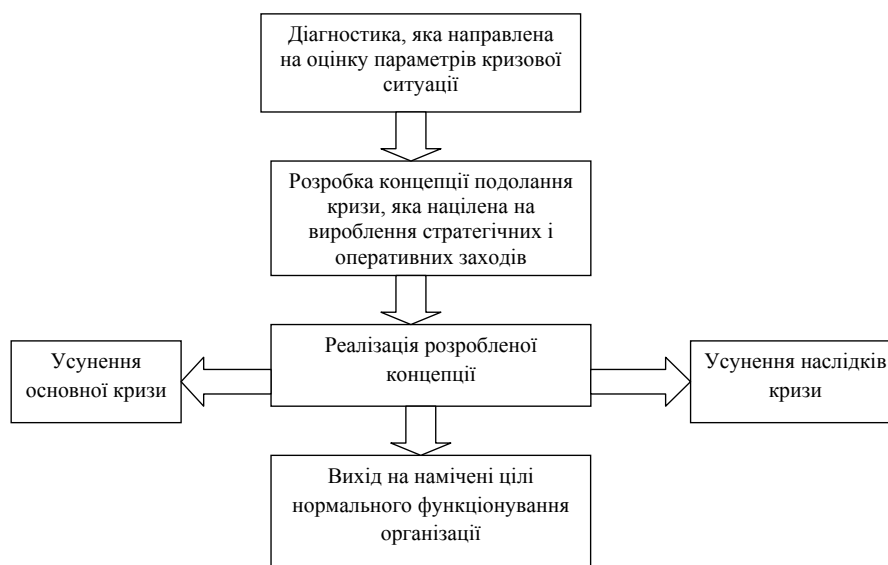 Діагностика, яка направлена
на оцінку параметрів кризової
ситуації
Розробка концепції подолання
кризи, яка націлена на
вироблення стратегічних і
оперативних заходів
Усунення
основної кризи
Реалізація розробленої
концепції
Усунення наслідків
кризи
Вихід на намічені цілі
нормального функціонування
організації